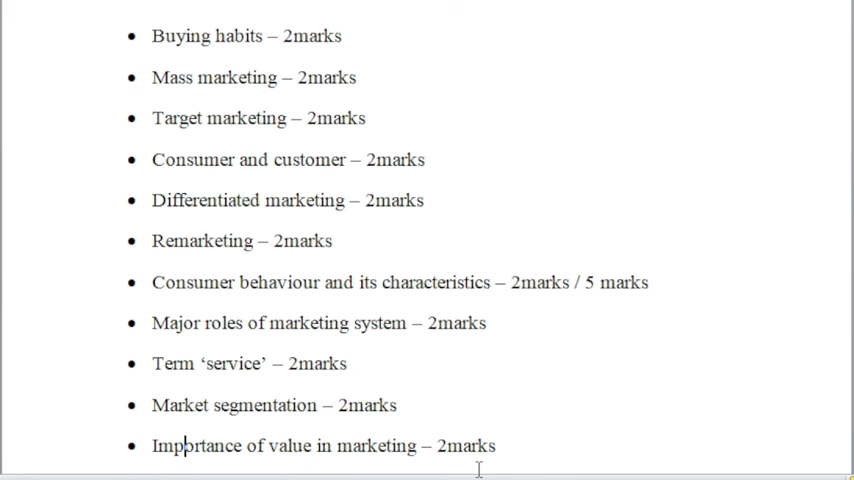 • Buying habits – 2marks
• Mass marketing – 2marks
• Target marketing – 2marks
• Consumer and customer – 2marks
• Differentiated marketing – 2marks
• Remarketing – 2marks
• Consumer behaviour and its characteristics – 2marks / 5 marks
• Major roles of marketing system – 2marks
• Term ‘service’ – 2marks
• Market segmentation – 2marks
• Importance of value in marketing – 2marks